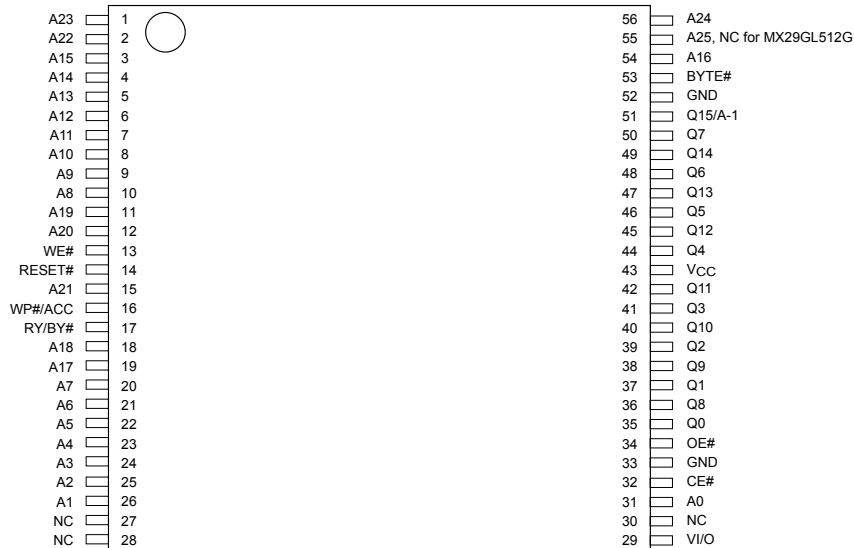 A23 1 56 A24
A22 2 55 A25, NC for MX29GL512G
A15 3 54 A16
A14 4 53 BYTE#
A13 5 52 GND
A12 6 51 Q15/A-1
A11 7 50 Q7
A10 8 49 Q14
A9 9 48 Q6
A8 10 47 Q13
A19 11 46 Q5
A20 12 45 Q12
WE# 13 44 Q4
RESET# 14 43 VCC
A21 15 42 Q11
WP#/ACC 16 41 Q3
RY/BY# 17 40 Q10
A18 18 39 Q2
A17 19 38 Q9
A7 20 37 Q1
A6 21 36 Q8
A5 22 35 Q0
A4 23 34 OE#
A3 24 33 GND
A2 25 32 CE#
A1 26 31 A0
NC 27 30 NC
NC 28 29 VI/O